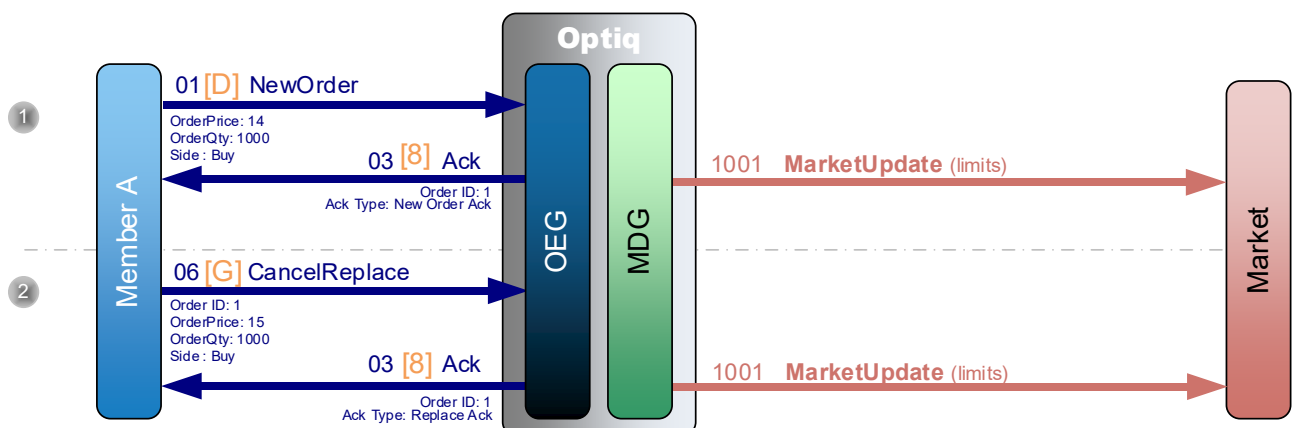 Optiq
1
01 [D] NewOrder
OrderPrice: 14
OrderQty: 1000
Side : Buy
03 [8] Ack
Order ID: 1
Ack Type: New Order Ack
1001 MarketUpdate (limits)
Member A
OEG
MDG
Market
2
06 [G] CancelReplace
Order ID: 1
OrderPrice: 15
OrderQty: 1000
Side : Buy
03 [8] Ack
Order ID: 1
Ack Type: Replace Ack
1001 MarketUpdate (limits)